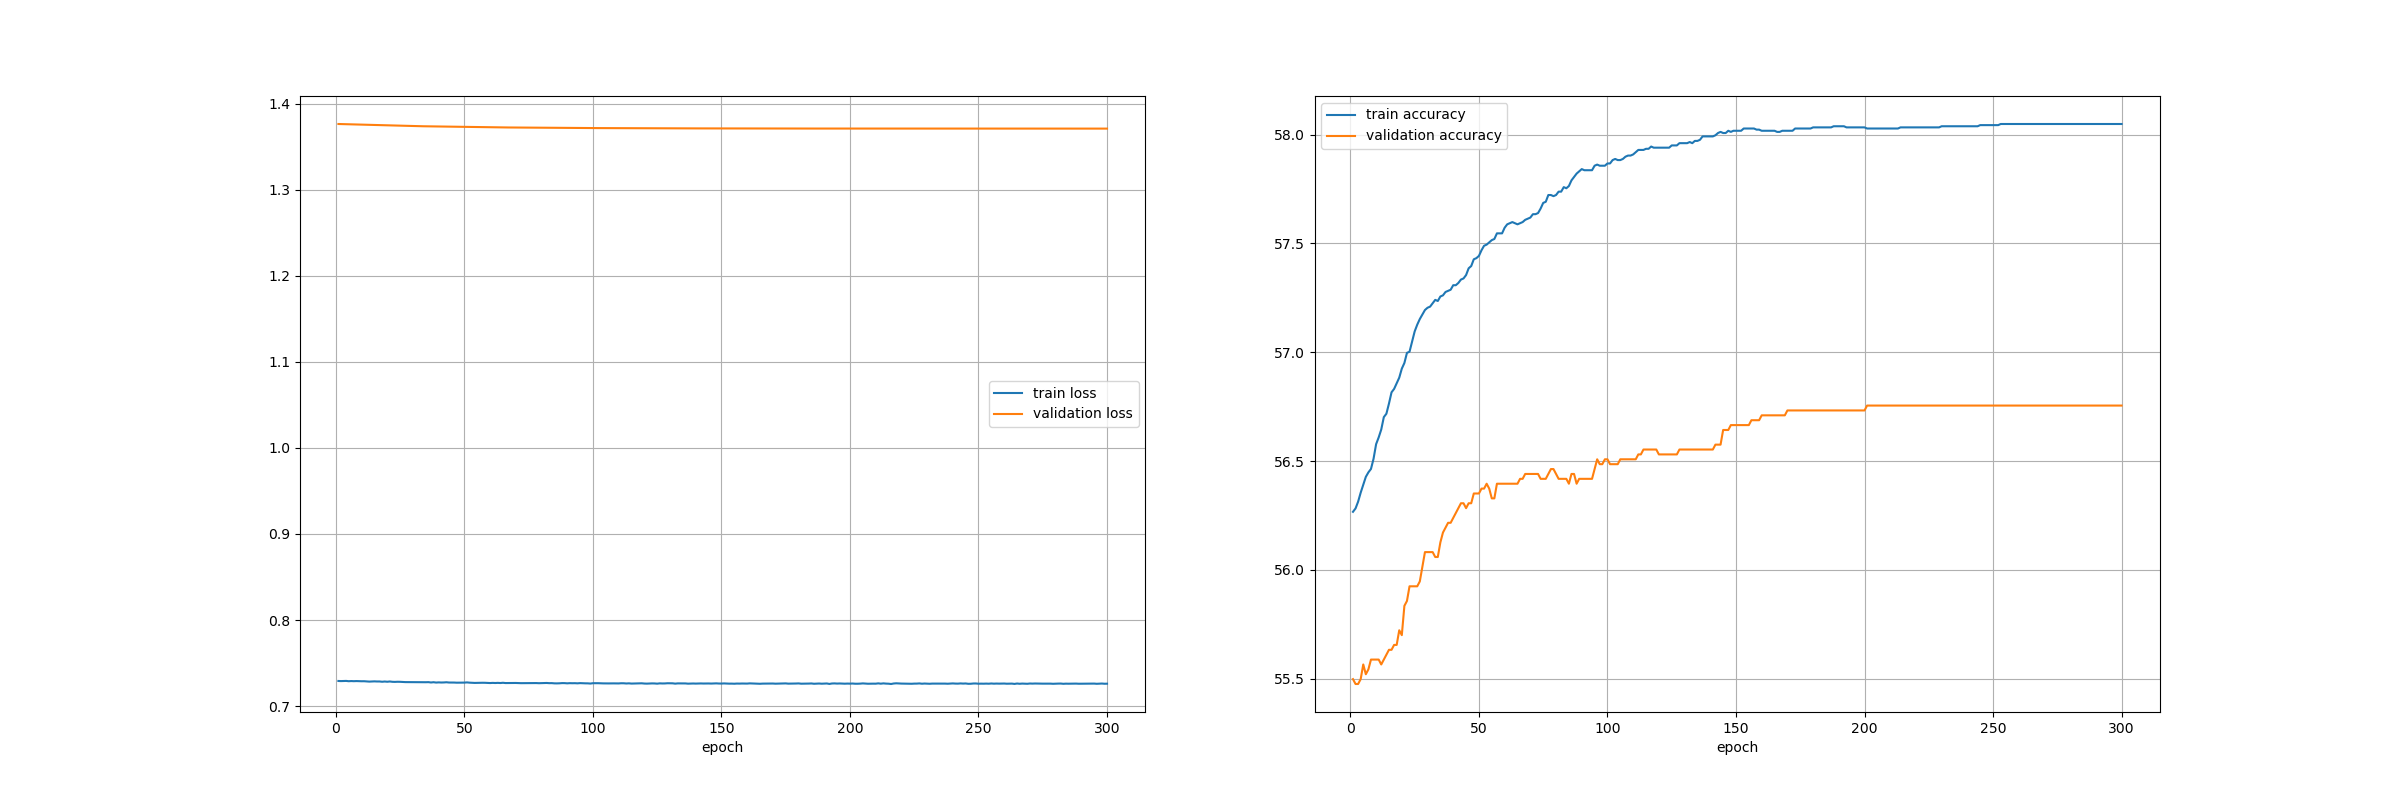 1.4
1.3
1.2
1.1
1.0
0.9
0.8
0.7
0 50 100 150 200 250 300
epoch
train loss
validation loss
58.0
57.5
57.0
56.5
56.0
55.5
0 50 100 150 200 250 300
epoch
train accuracy
validation accuracy